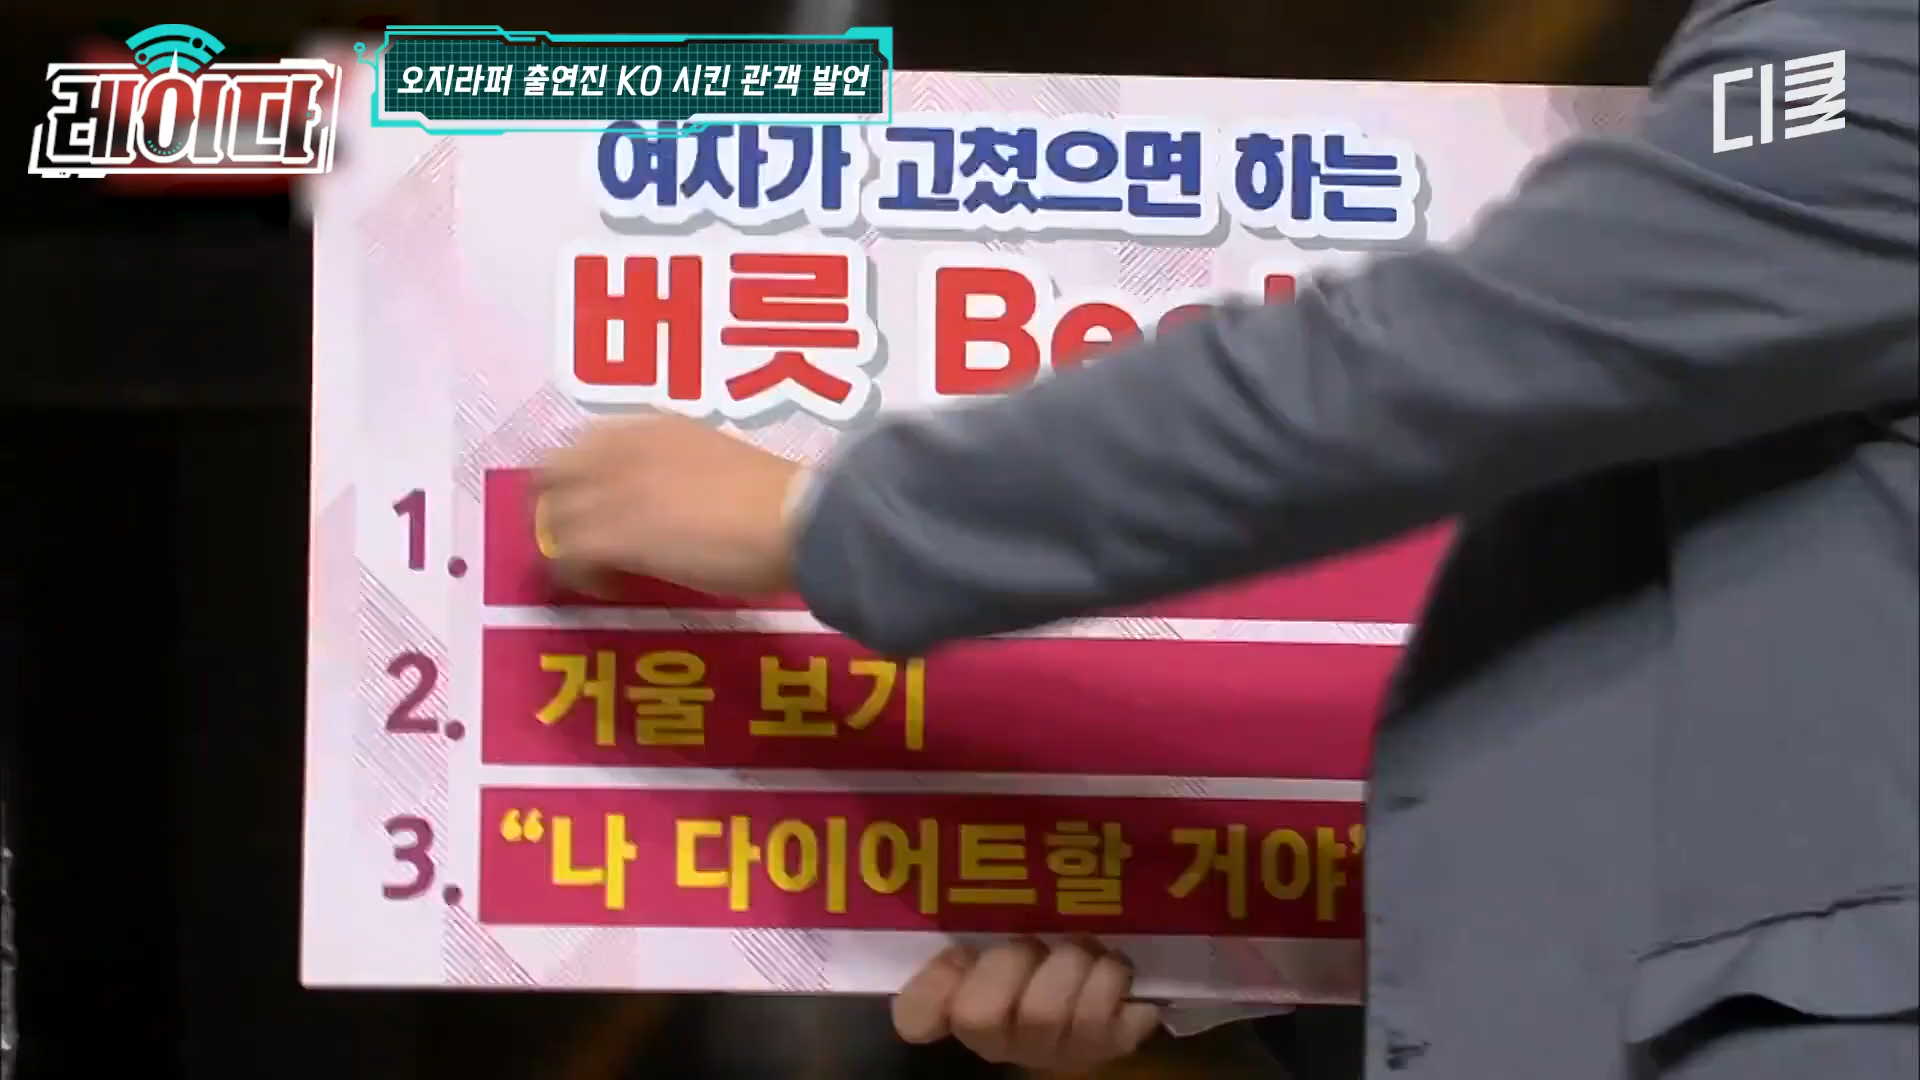 레이다
오지라퍼 출연진 KO 시킨 관객 발언
디글
여자가 고쳤으면 하는
버릇
1.
2. 거울 보기
3. “나 다이어트할 거야”